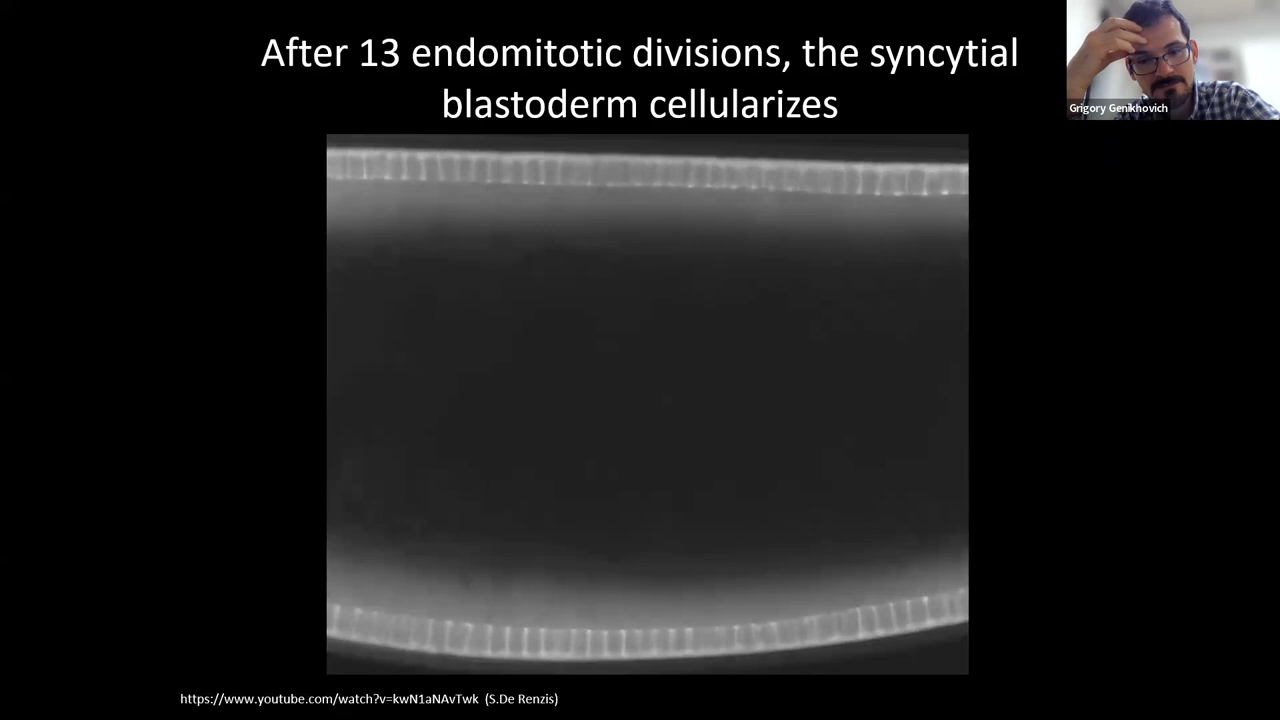 After 13 endomitotic divisions, the syncytial
blastoderm cellularizes
Grigory Genikhovich
https://www.youtube.com/watch?v=kwN1aNAvTwk (S.De Renzis)